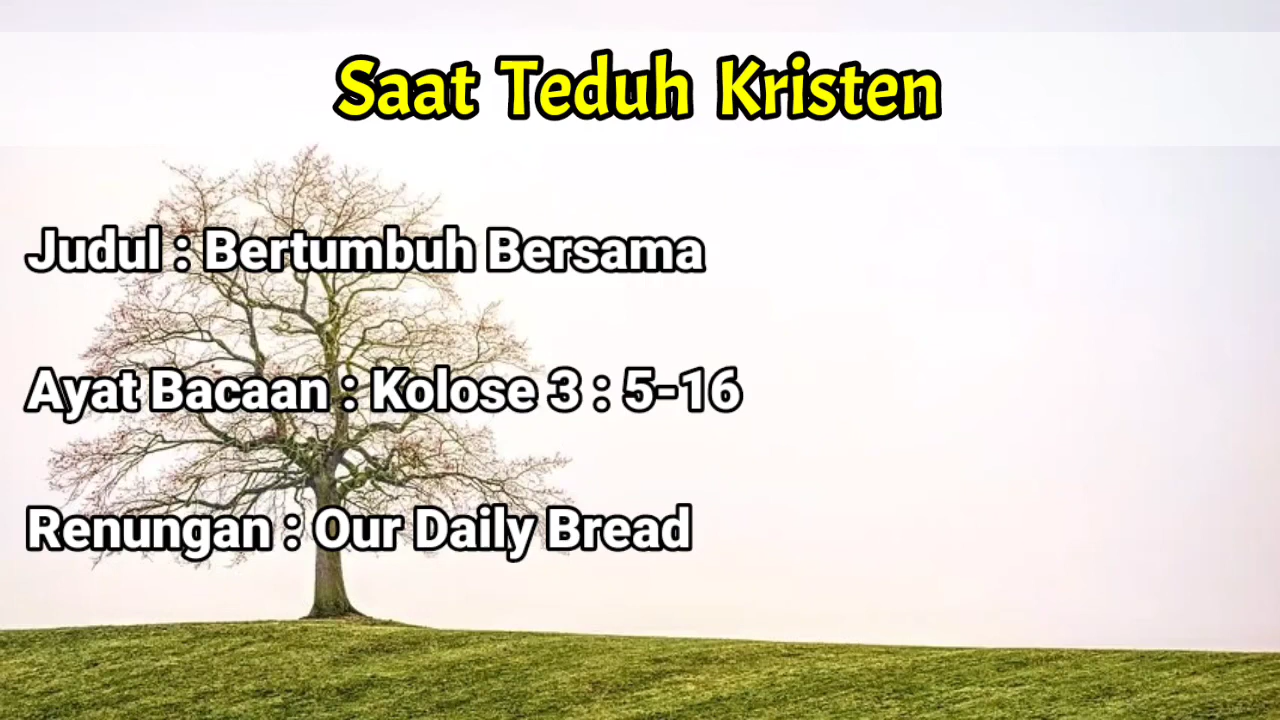 Saat Teduh Kristen
Judul : Bertumbuh Bersama
Ayat Bacaan : Kolose 3 : 5-16
Renungan : Our Daily Bread